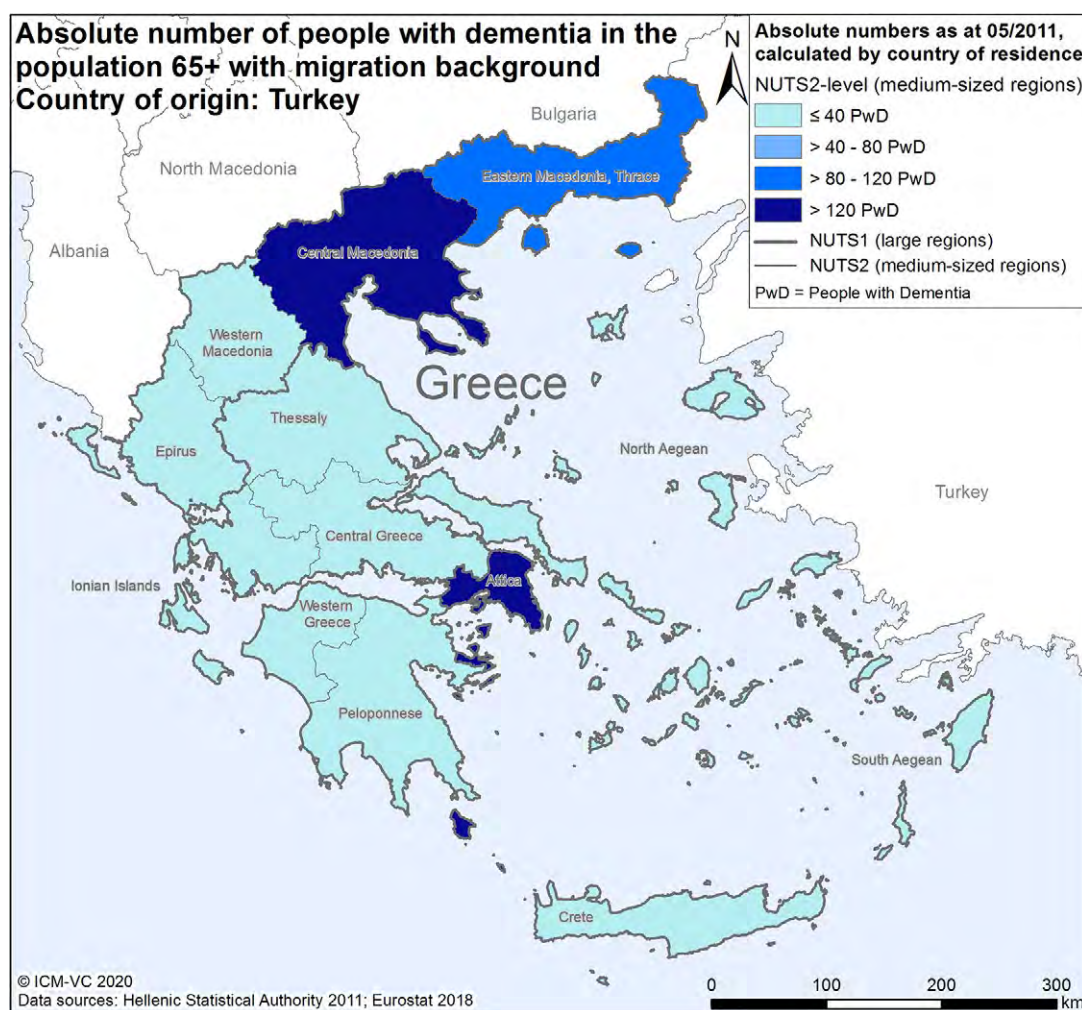 Absolute number of people with dementia in the
population 65+ with migration background
Country of origin: Turkey
N
Absolute numbers as at 05/2011,
calculated by country of residence
NUTS2-level (medium-sized regions)
≤ 40 PwD
> 40 - 80 PwD
> 80 - 120 PwD
> 120 PwD
NUTS1 (large regions)
NUTS2 (medium-sized regions)
PwD = People with Dementia
Bulgaria
North Macedonia
Eastern Macedonia, Thrace
Albania
Central Macedonia
Western
Macedonia
Greece
Thessaly
Epirus
North Aegean
Turkey
Central Greece
Attica
Ionian Islands
Western
Greece
Peloponnese
South Aegean
Crete
© ICM-VC 2020
Data sources: Hellenic Statistical Authority 2011; Eurostat 2018
0 100 200 300
km